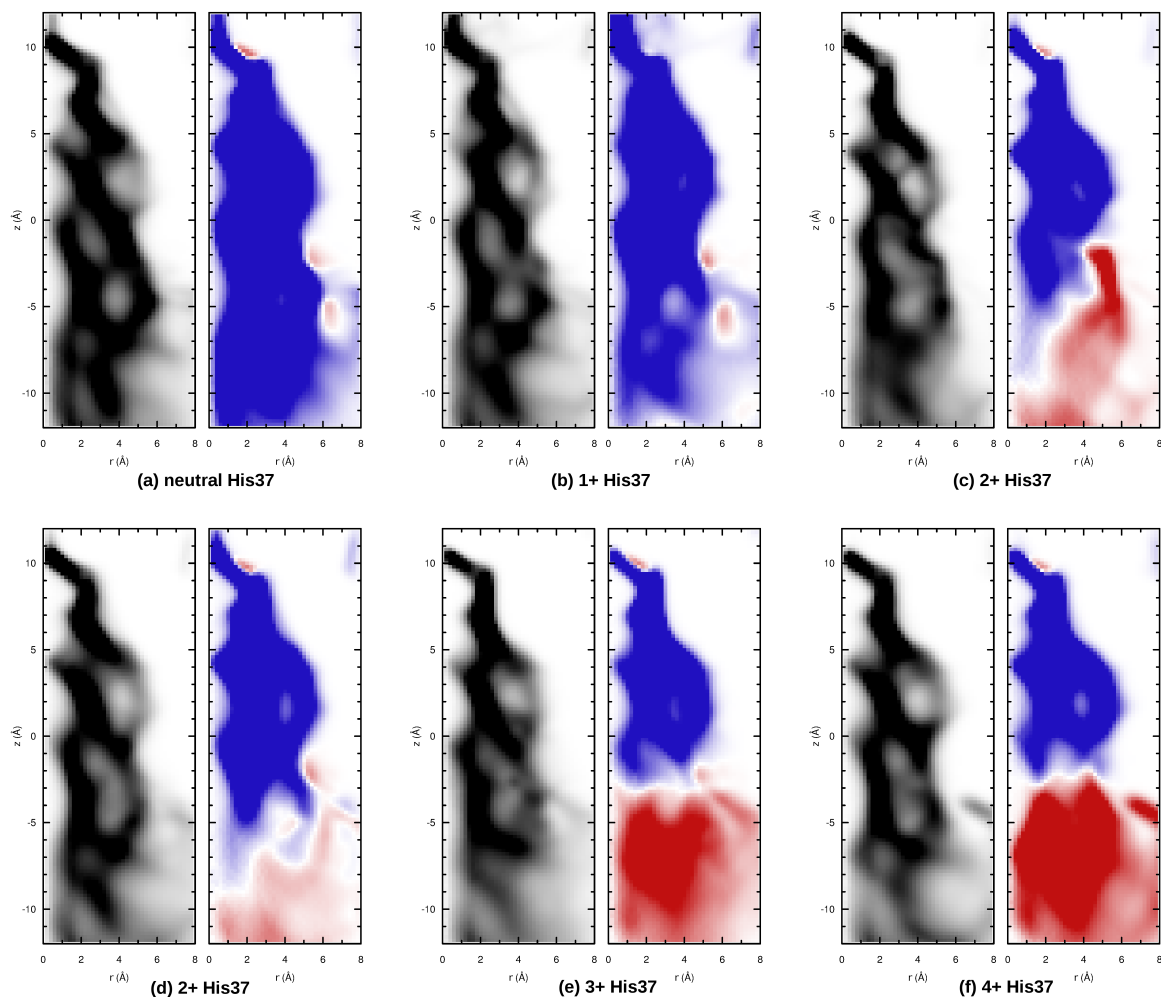 10 10 10
5 5 5
z (Å) 0 z (Å) 0 z (Å) 0
-5 -5 -5
-10 -10 -10
0 2 4 6 0 2 4 6 8 0 2 4 6 0 2 4 6 8 0 2 4 6 0 2 4 6 8
r (Å) r (Å) r (Å) r (Å) r (Å) r (Å)
(a) neutral His37 (b) 1+ His37 (c) 2+ His37
10 10 10
5 5 5
z (Å) 0 z (Å) 0 z (Å) 0
-5 -5 -5
-10 -10 -10
0 2 4 6 8 0 2 4 6 8 0 2 4 6 8 0 2 4 6 8 0 2 4 6 8 0 2 4 6 8
r (Å) r (Å) r (Å) r (Å) r (Å) r (Å)
(d) 2+ His37 (e) 3+ His37 (f) 4+ His37